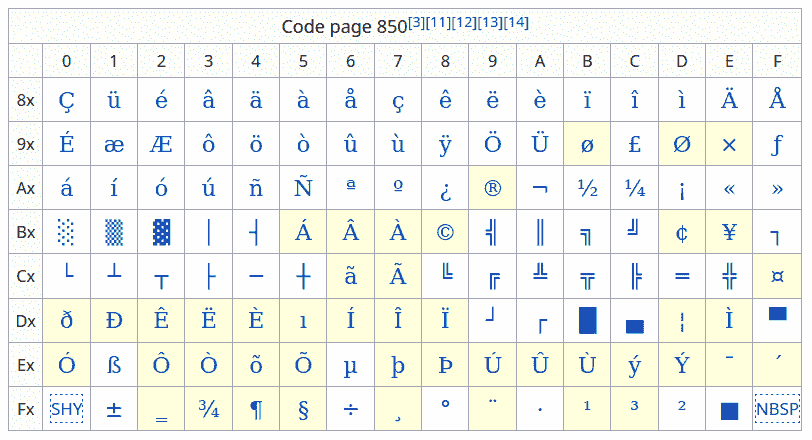 Code page 850[3][11][12][13][14]
0 1 2 3 4 5 6 7 8 9 A B C D E F
8x Ç ü é â ä à å ç ê ë è ï î ì Ä Å
9x É æ Æ ô ö ò û ù ÿ Ö Ü ø £ Ø × ƒ
Ax á í ó ú ñ Ñ ª º ¿ ® ¬ ½ ¼ ¡ « »
Bx ░ ▒ ▓ │ ┤ Á Â À © ╣ ║ ╗ ╝ ¢ ¥ ┐
Cx └ ┴ ┬ ├ ─ ┼ ã Ã ╚ ╔ ╩ ╦ ╠ ═ ╬ ¤
Dx ð Ð Ê Ë È ı Í Î Ï ┘ ┌ █ ▄ ¦ Ì ▀
Ex Ó ß Ô Ò õ Õ µ þ Þ Ú Û Ù ý Ý ¯ ´
Fx SHY ± ‗ ¾ ¶ § ÷ ¸ ° ¨ · ¹ ³ ² ■ NBSP